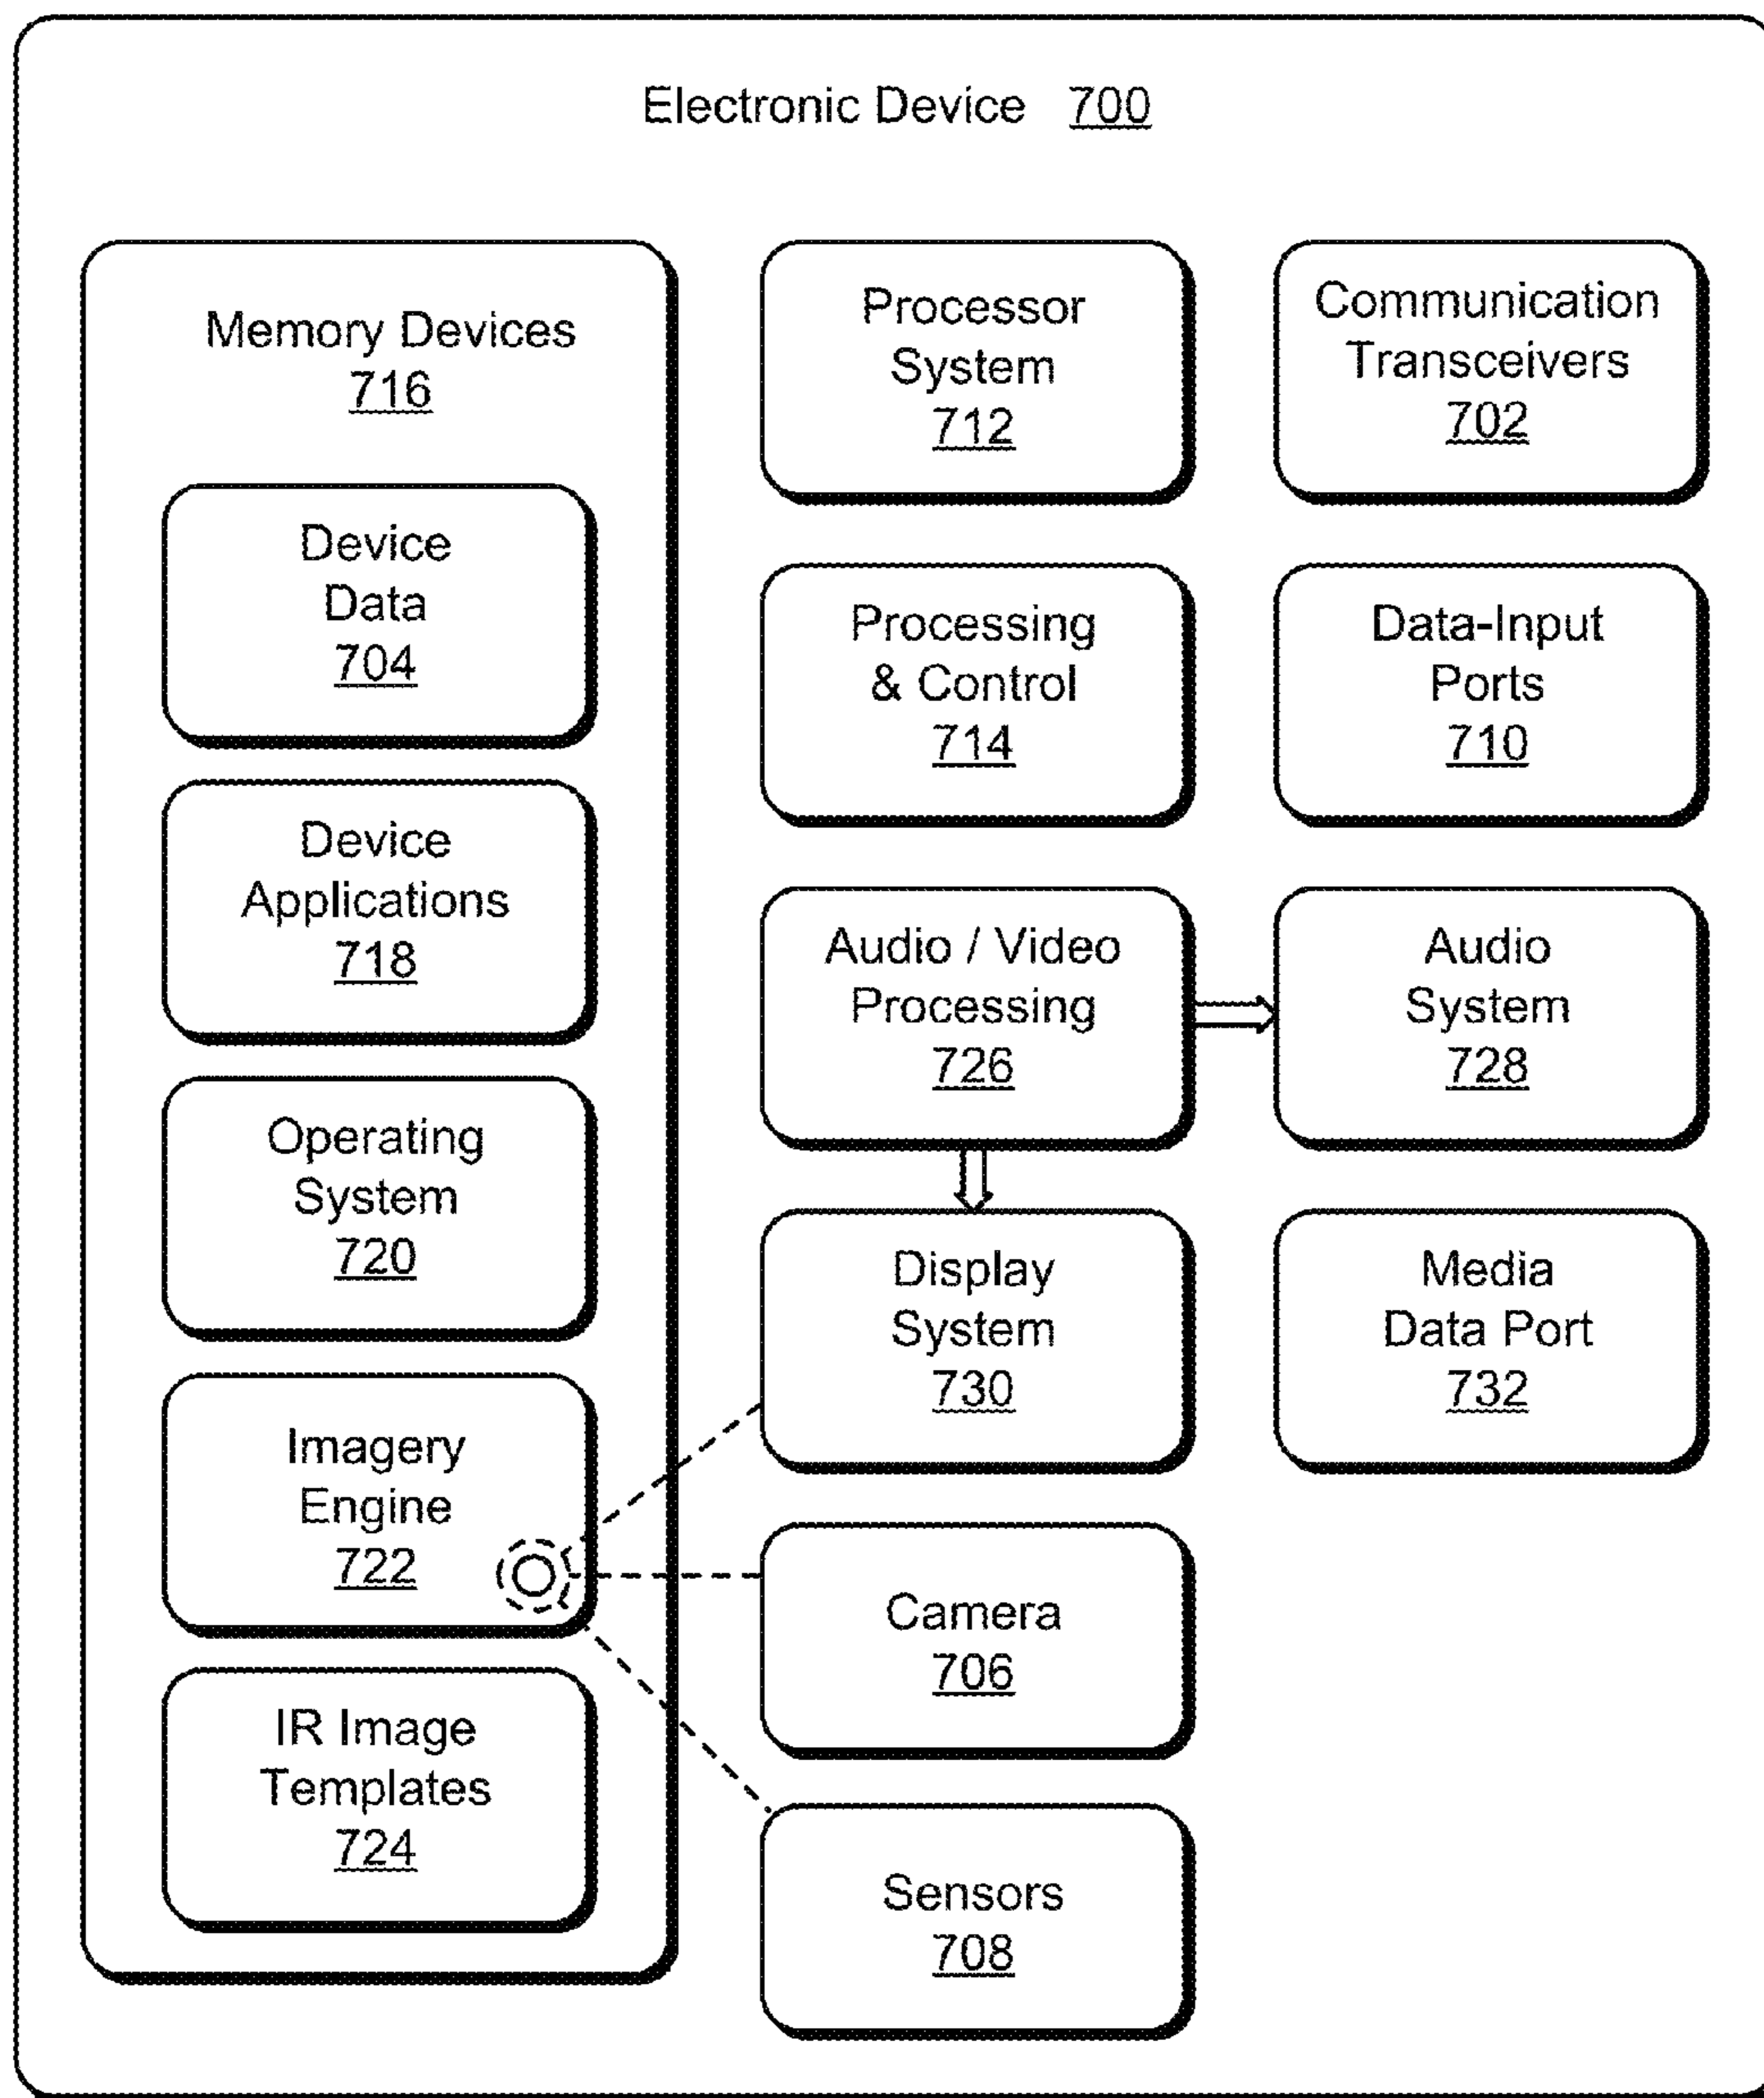 Electronic Device 700
Memory Devices
716
Device
Data
704
Device
Applications
718
Operating
System
720
Imagery
Engine
722
IR Image
Templates
724
Processor
System
712
Communication
Transceivers
702
Processing
& Control
714
Data-Input
Ports
710
Audio / Video
Processing
726
Audio
System
728
Display
System
730
Media
Data Port
732
Camera
706
Sensors
708